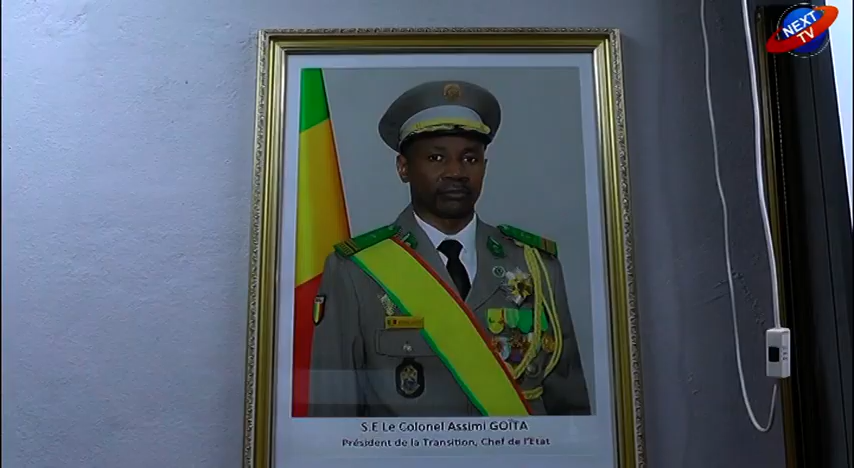 NEXT
TV
S.E Le Colonel Assimi GOÏTA
Président de la Transition, Chef de l'Etat